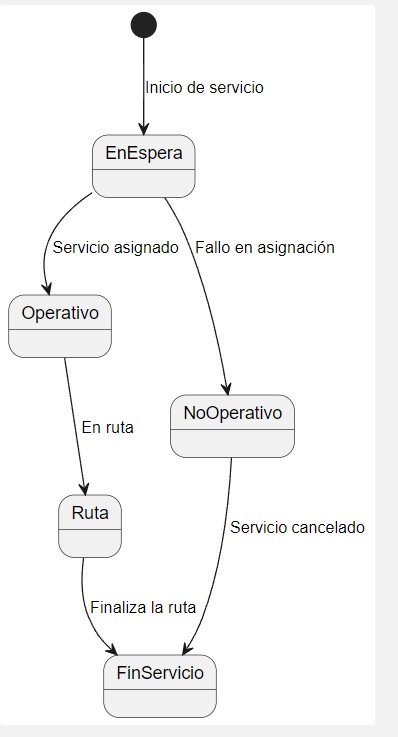 Inicio de servicio
EnEspera
Servicio asignado
Fallo en asignación
Operativo
NoOperativo
En ruta
Ruta
Servicio cancelado
Finaliza la ruta
FinServicio